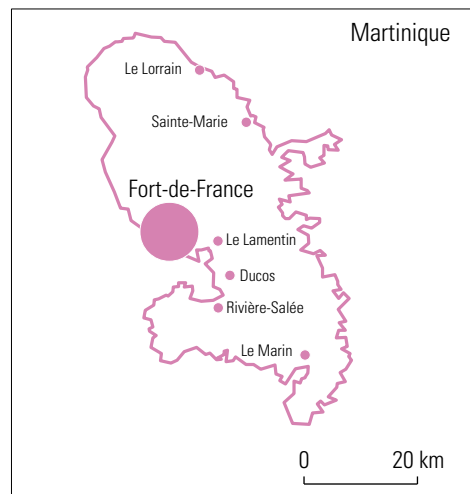 Martinique
Le Lorrain
Sainte-Marie
Fort-de-France
Le Lamentin
Ducos
Rivière-Salée
Le Marin
0 20 km